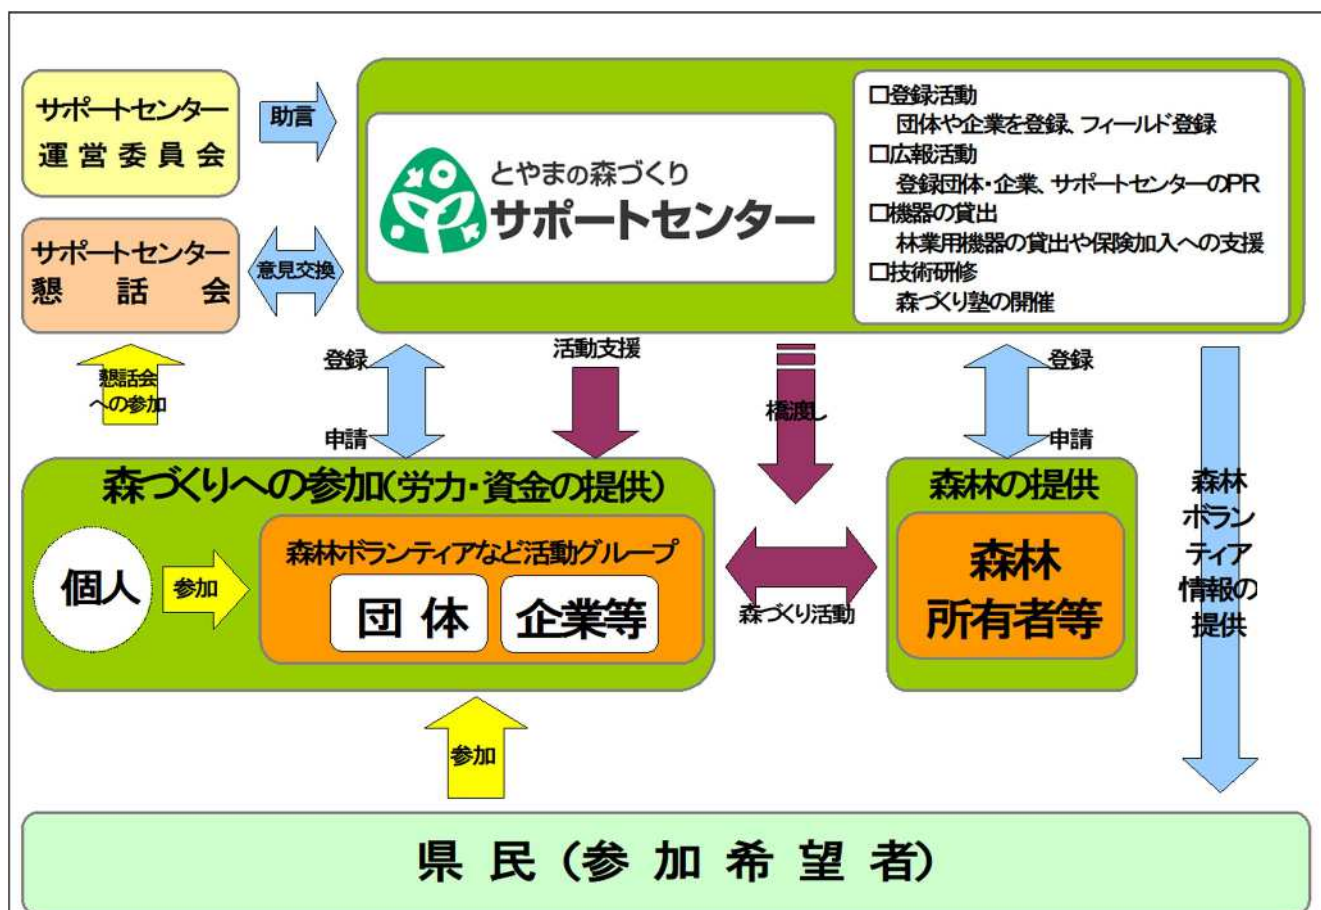 サポートセンター
運営委員会
助言
とやまの森づくり
サポートセンター
□登録活動
団体や企業を登録、フィールド登録
□広報活動
登録団体・企業、サポートセンターのPR
□機器の貸出
林業用機器の貸出や保険加入への支援
□技術研修
森づくり塾の開催
サポートセンター
懇話会
意見交換
懇話会
への参加
登録
申請
活動支援
橋渡し
登録
申請
森林
ボラン
ティア
情報の
提供
森づくりへの参加(労力・資金の提供)
個人
参加
森林ボランティアなど活動グループ
団体
企業等
森づくり活動
森林の提供
森林
所有者等
参加
県民(参加希望者)